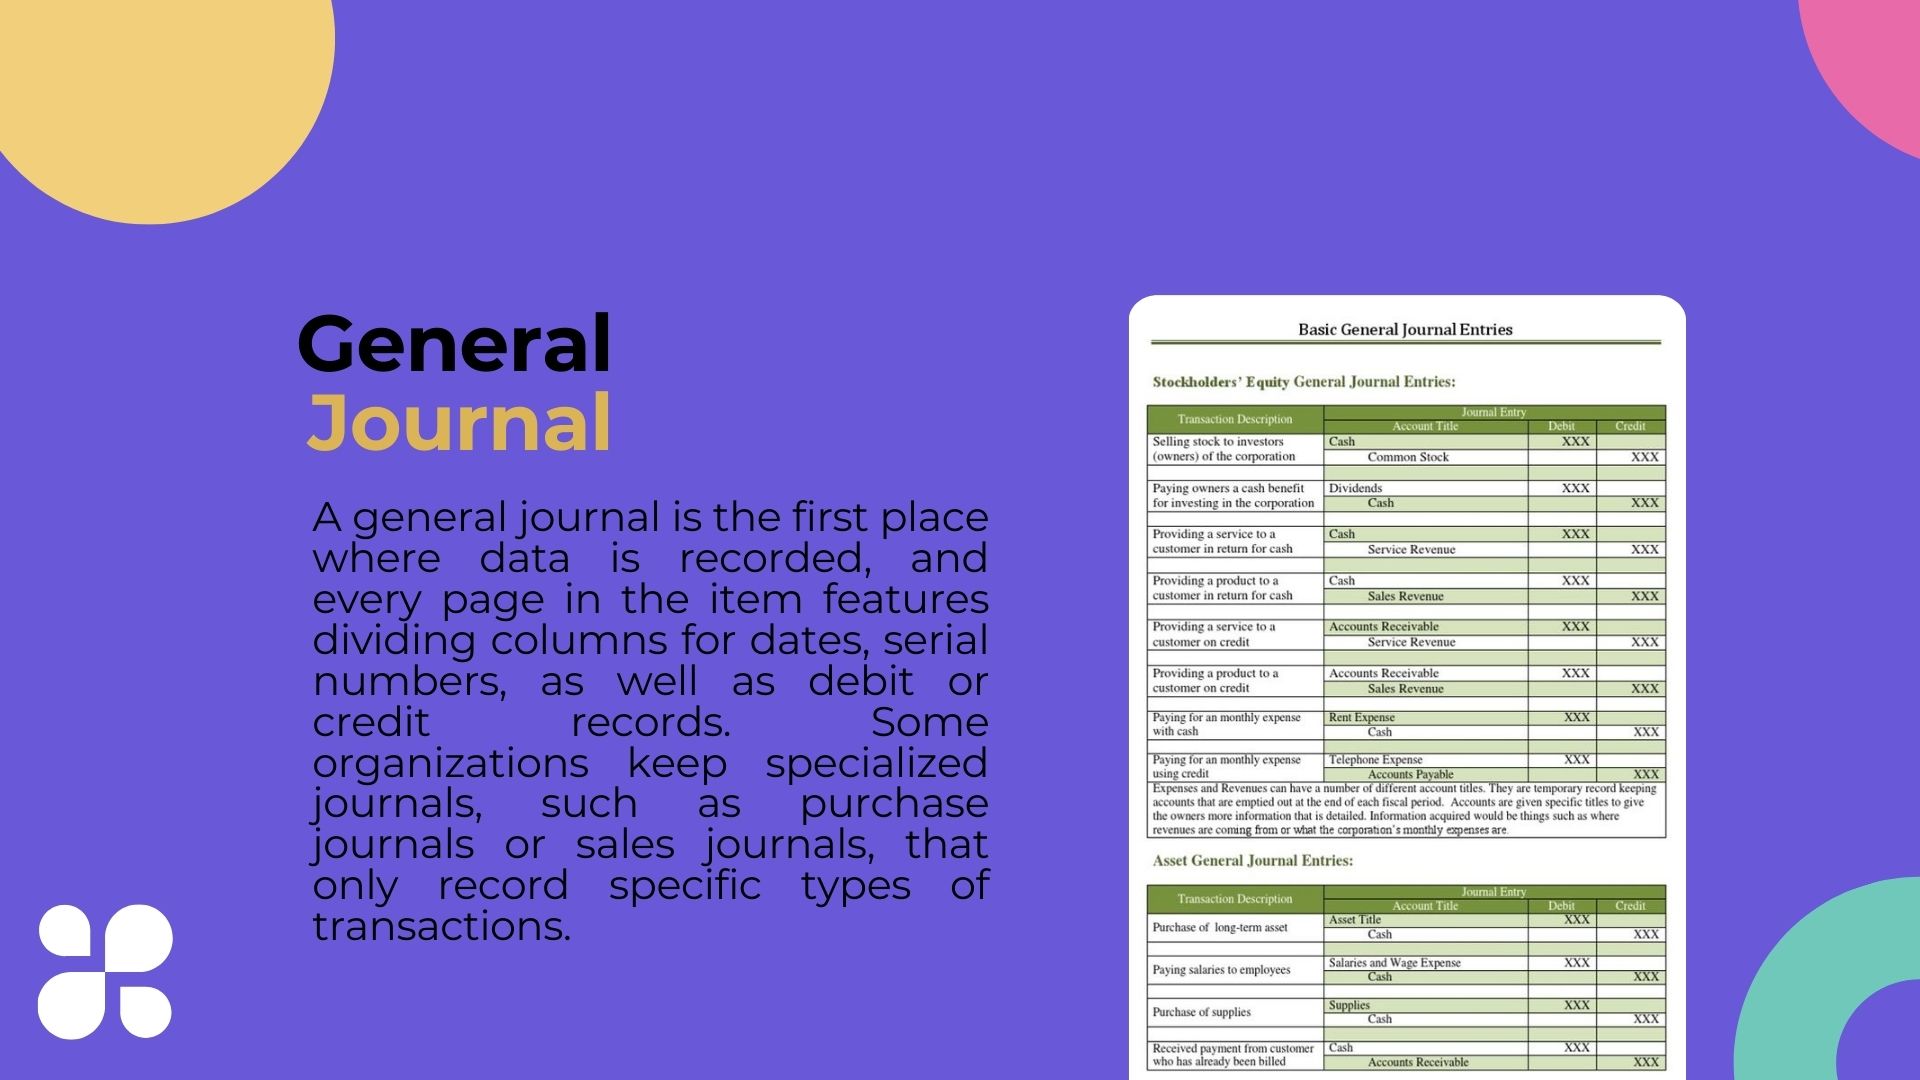 General
Journal
A general journal is the first place
where data is recorded, and
every page in the item features
dividing columns for dates, serial
numbers, as well as debit or
credit records. Some
organizations keep specialized
journals, such as purchase
journals or sales journals, that
only record specific types of
transactions.
Basic General Journal Entries
Stockholders' Equity General Journal Entries:
Transaction Description
Journal Entry
Account Title Debit Credit
Selling stock to investors
(owners) of the corporation
Cash XXX
Common Stock XXX
Paying owners a cash benefit
for investing in the corporation
Dividends XXX
Cash XXX
Providing a service to a
customer in return for cash
Cash XXX
Service Revenue XXX
Providing a product to a
customer in return for cash
Cash XXX
Sales Revenue XXX
Providing a service to a
customer on credit
Accounts Receivable XXX
Service Revenue XXX
Providing a product to a
customer on credit
Accounts Receivable XXX
Sales Revenue XXX
Paying for an monthly expense
with cash
Rent Expense XXX
Cash XXX
Paying for an monthly expense
using credit
Telephone Expense XXX
Accounts Payable XXX
Expenses and Revenues can have a number of different account titles. They are temporary record keeping
accounts that are emptied out at the end of each fiscal period. Accounts are given specific titles to give
the owners more information that is detailed. Information acquired would be things such as where
revenues are coming from or what the corporation's monthly expenses are.
Asset General Journal Entries:
Transaction Description
Journal Entry
Account Title Debit Credit
Purchase of long-term asset
Asset Title XXX
Cash XXX
Paying salaries to employees
Salaries and Wage Expense XXX
Cash XXX
Purchase of supplies
Supplies XXX
Cash XXX
Received payment from customer
who has already been billed
Cash XXX
Accounts Receivable XXX